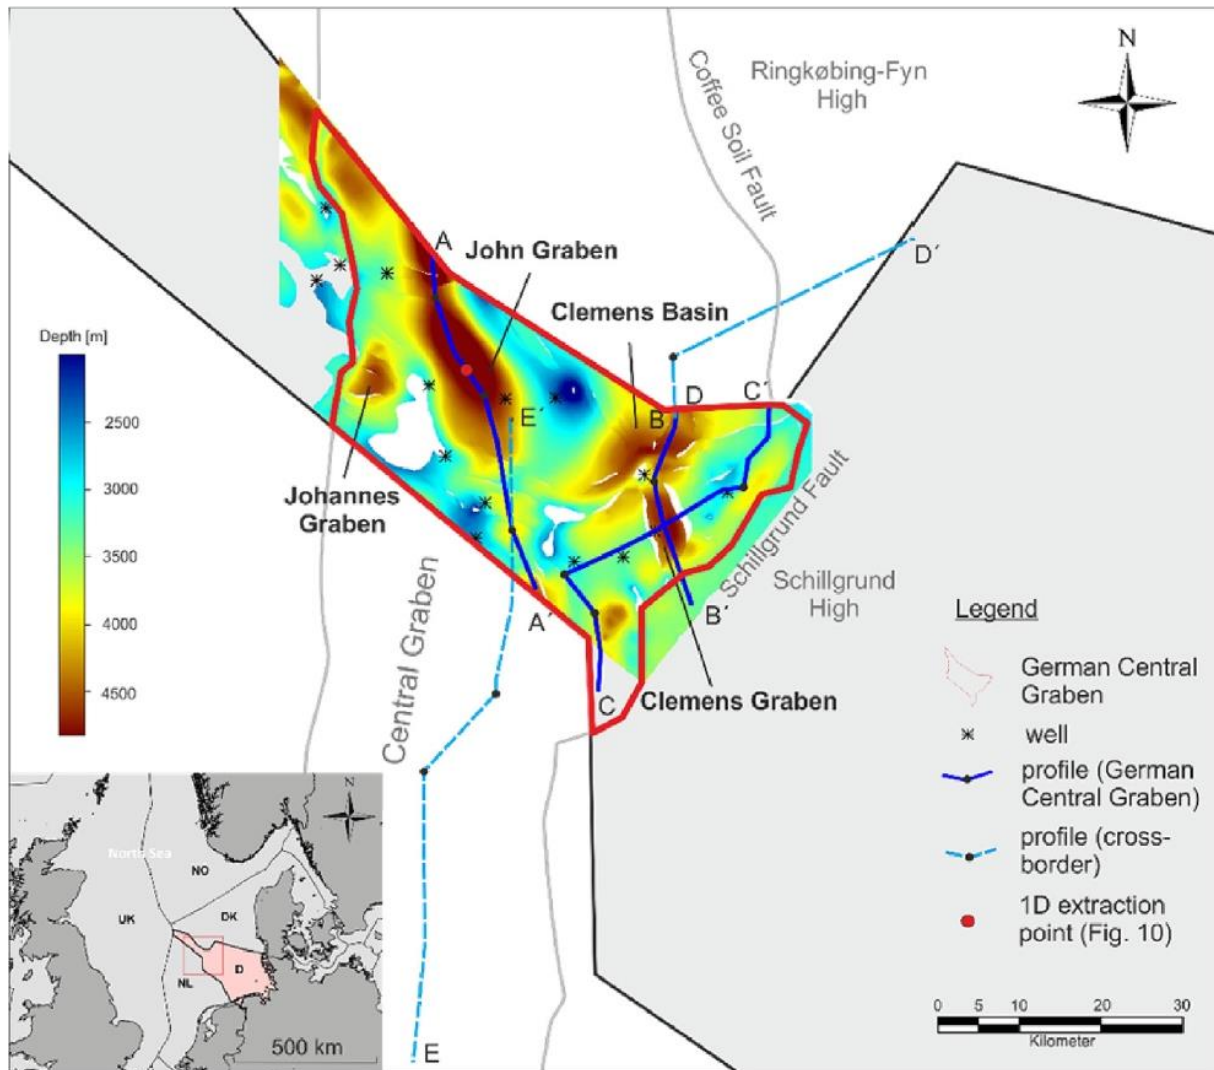 Ringkøbing-Fyn
High
N
Coffee Soil Fault
A
John Graben
D´
Clemens Basin
Depth [m]
2500
3000
3500
4000
4500
D
C´
B
E´
Johannes
Graben
Schillgrund Fault
Schillgrund
High
A´
B´
Central Graben
C
Clemens Graben
Legend
German Central
Graben
well
profile (German
Central Graben)
profile (cross-
border)
1D extraction
point (Fig. 10)
0 5 10 20 30
Kilometer
E
N
North Sea
NO
UK
DK
D
NL
500 km